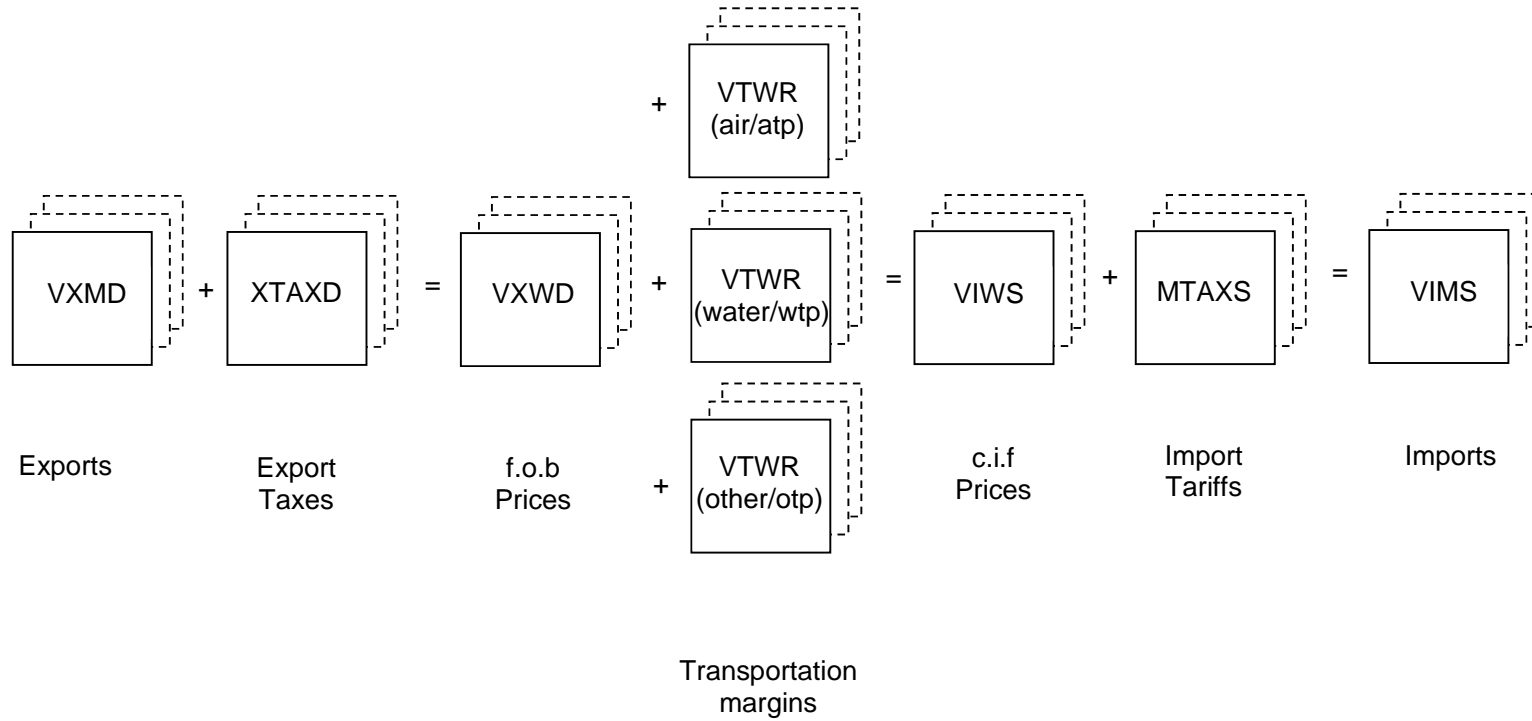 +
VTWR
(air/atp)
VXMD
+
XTAXD
=
VXWD
+
VTWR
(water/wtp)
=
VIWS
+
MTAXS
=
VIMS
+
VTWR
(other/otp)
Exports
Export
Taxes
f.o.b
Prices
c.i.f
Prices
Import
Tariffs
Imports
Transportation
margins